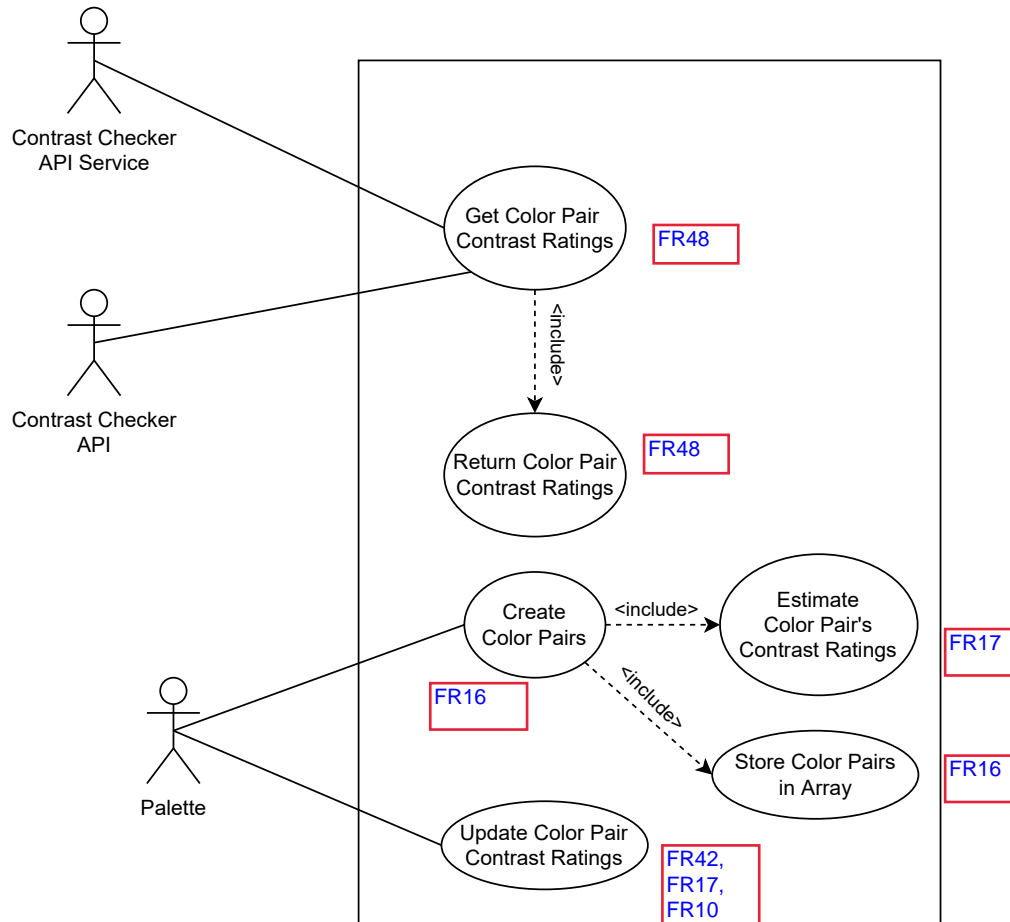 Contrast Checker
API Service
Get Color Pair
Contrast Ratings
FR48
<include>
Contrast Checker
API
Return Color Pair
Contrast Ratings
FR48
Create
Color Pairs
<include>
Estimate
Color Pair's
Contrast Ratings
FR17
FR16
<include>
Store Color Pairs
in Array
FR16
Palette
Update Color Pair
Contrast Ratings
FR42,
FR17,
FR10